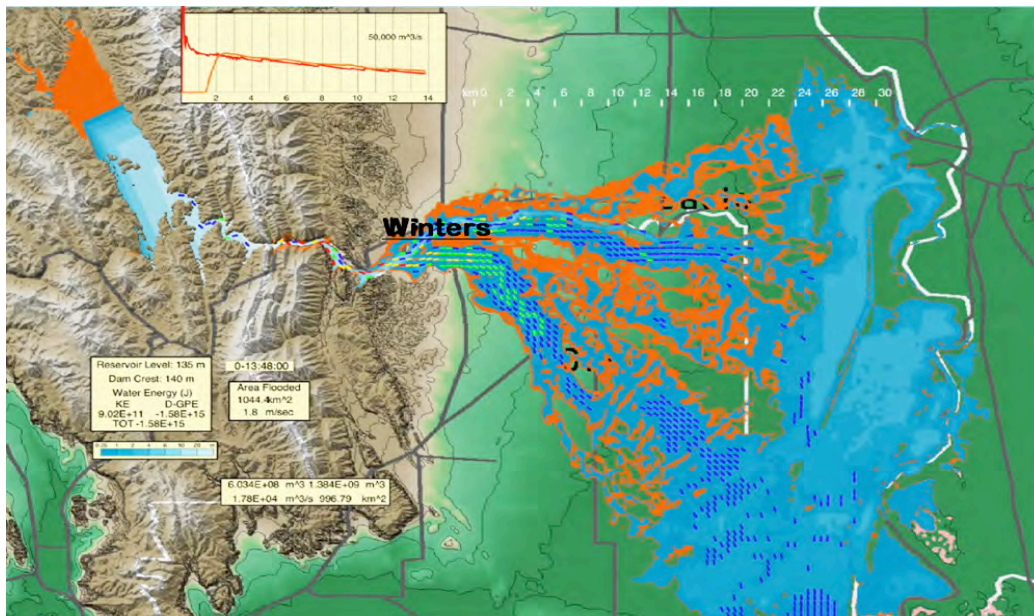 50,000 m^3/s
2 4 6 8 10 12 14
km 0 2 4 6 8 10 12 14 16 18 20 22 24 26 28 30
Winters
Reservoir Level: 135 m
Dam Crest: 140 m
Water Energy (J)
KE D-GPE
9.02E+11 -1.58E+15
TOT -1.58E+15
0-13:48:00
Area Flooded
1044.4km^2
1.8 m/sec
6.034E+08 m^3 1.384E+09 m^3
1.78E+04 m^3/s 996.79 km^2